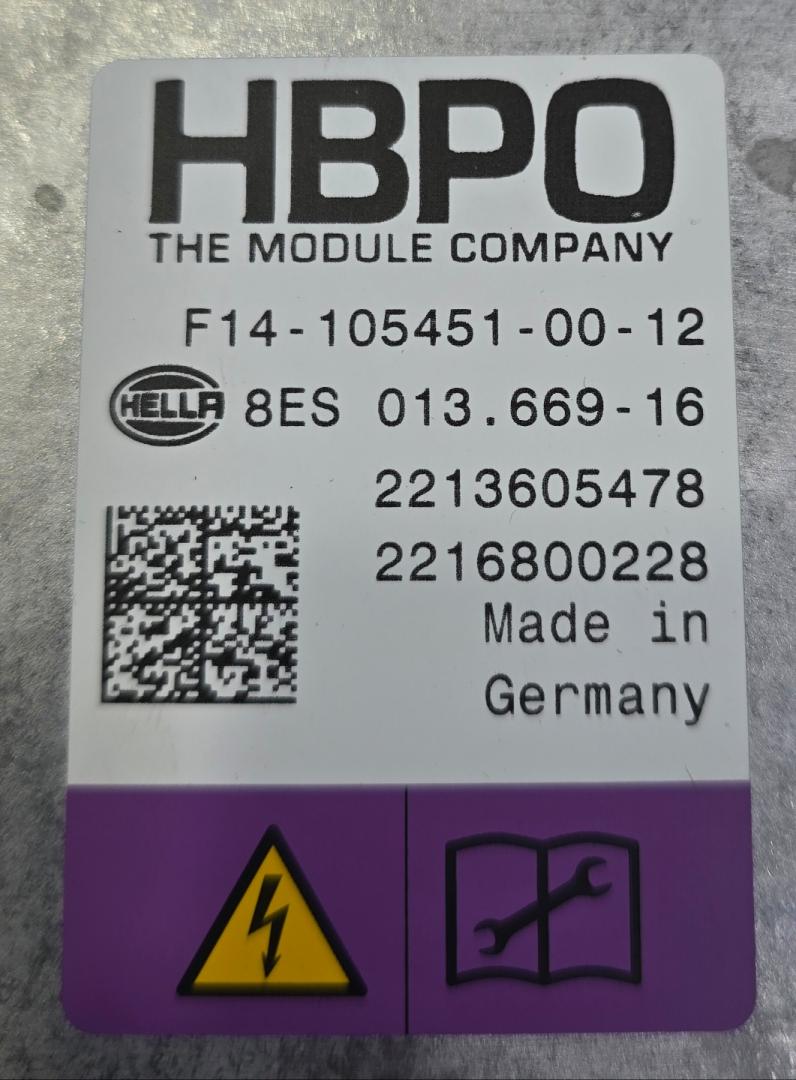 HBPO
THE MODULE COMPANY
F14-105451-00-12
HELLA 8ES 013.669-16
2213605478
2216800228
Made in
Germany